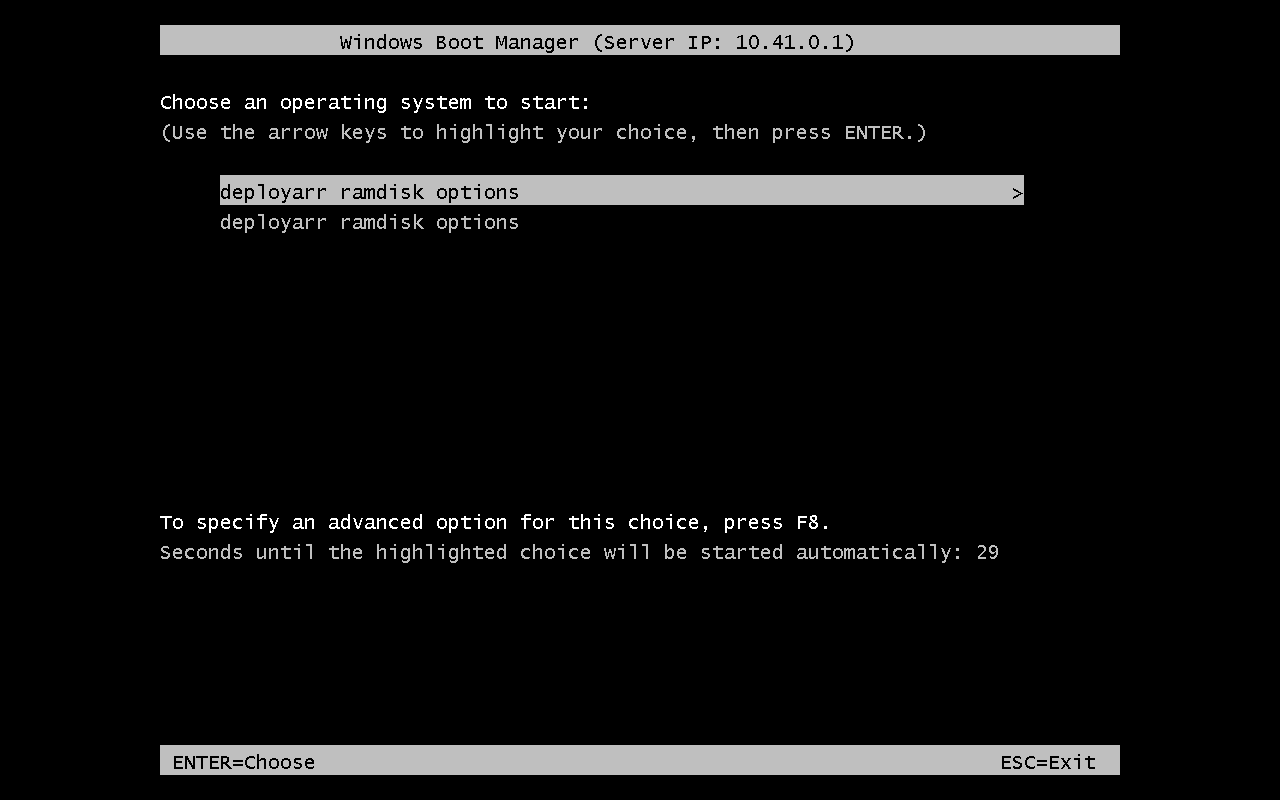 Windows Boot Manager (Server IP: 10.41.0.1)
Choose an operating system to start:
(Use the arrow keys to highlight your choice, then press ENTER.)
deployarr ramdisk options >
deployarr ramdisk options
To specify an advanced option for this choice, press F8.
Seconds until the highlighted choice will be started automatically: 29
ENTER=Choose ESC=Exit